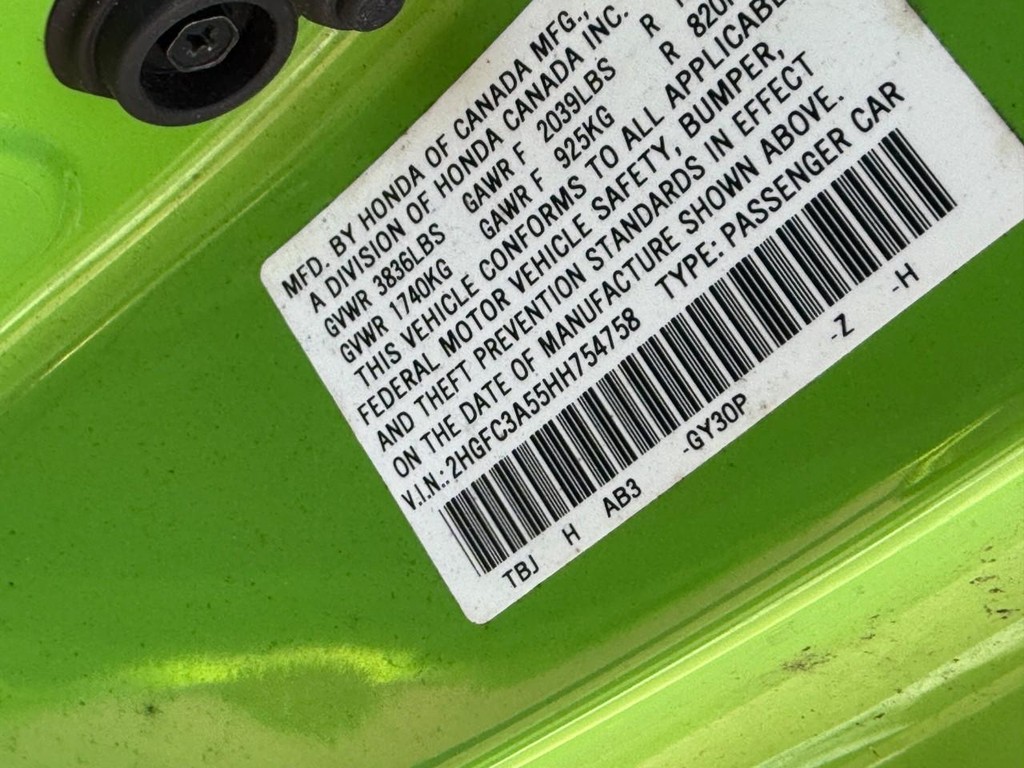 MFD. BY HONDA OF CANADA MFG.,
A DIVISION OF HONDA CANADA INC.
GVWR 3836LBS GAWR F 2039LBS R
GVWR 1740KG GAWR F 925KG R 820
THIS VEHICLE CONFORMS TO ALL APPLICABLE
FEDERAL MOTOR VEHICLE SAFETY, BUMPER,
AND THEFT PREVENTION STANDARDS IN EFFECT
ON THE DATE OF MANUFACTURE SHOWN ABOVE.
V.I.N.:2HGFC3A55HH754758 TYPE: PASSENGER CAR
TBJ H AB3 -GY30P -Z -H